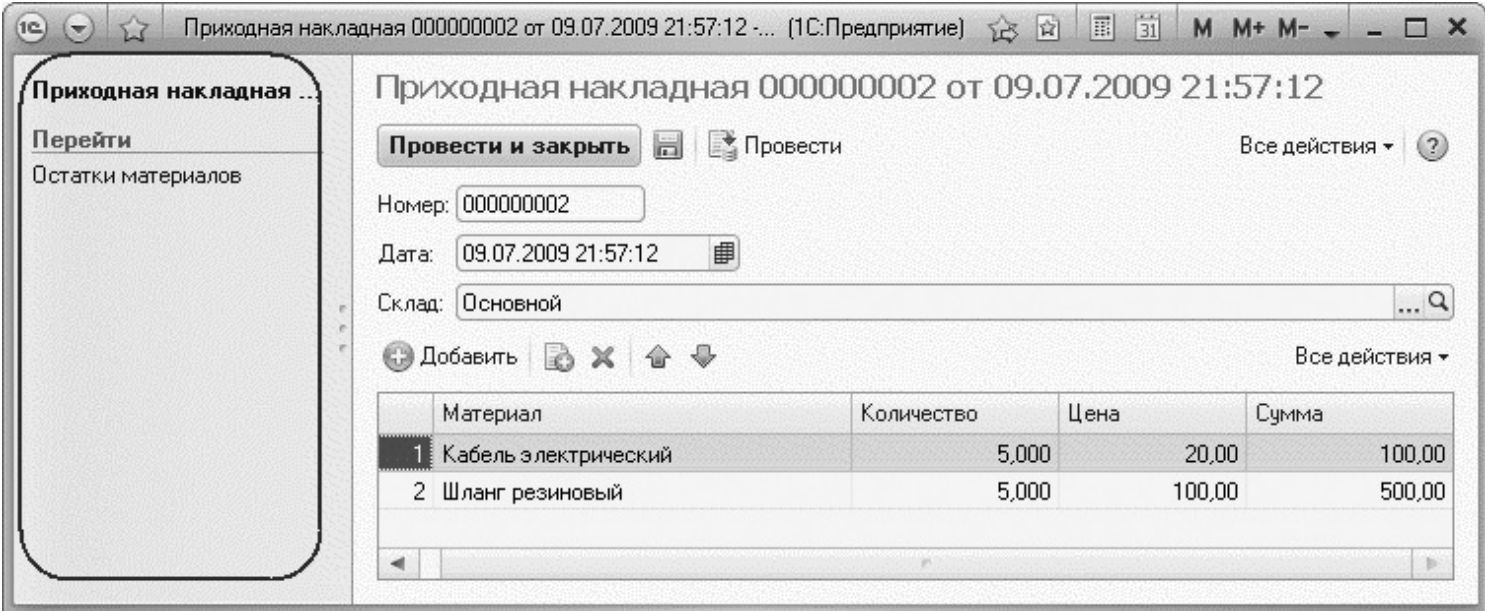 1С Приходная накладная 000000002 от 09.07.2009 21:57:12 -... (1С:Предприятие) 31 M M+ M-
Приходная накладная ...
Перейти
Остатки материалов
Приходная накладная 000000002 от 09.07.2009 21:57:12
Провести и закрыть Провести Все действия ?
Номер: 000000002
Дата: 09.07.2009 21:57:12
Склад: Основной ...
Добавить Все действия
Материал Количество Цена Сумма
1 Кабель электрический 5,000 20,00 100,00
2 Шланг резиновый 5,000 100,00 500,00